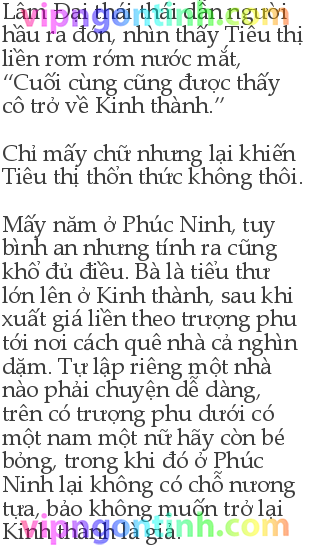 Lâm Đại thái thái dẫn người
hầu ra đón, nhìn thấy Tiêu thị
liền rơm rớm nước mắt,
“Cuối cùng cũng được thấy
cô trở về Kinh thành.”
Chỉ mấy chữ nhưng lại khiến
Tiêu thị thổn thức không thôi.
Mấy năm ở Phúc Ninh, tuy
bình an nhưng tính ra cũng
khổ đủ điều. Bà là tiểu thư
lớn lên ở Kinh thành, sau khi
xuất giá liền theo trượng phu
tới nơi cách quê nhà cả nghìn
dặm. Tự lập riêng một nhà
nào phải chuyện dễ dàng,
trên có trượng phu dưới có
một nam một nữ hãy còn bé
bỏng, trong khi đó ở Phúc
Ninh lại không có chỗ nương
tựa, bảo không muốn trở lại
Kinh thành là giả.
vipngontinh.com
vipngontinh.com